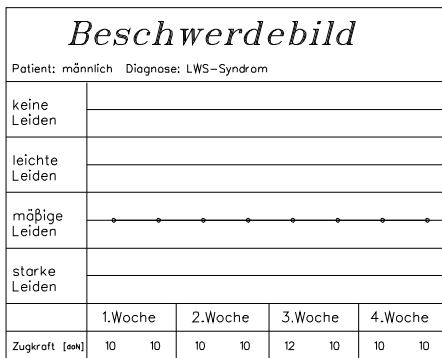 Beschwerdebild
Patient: männlich Diagnose: LWS-Syndrom
keine
Leiden
leichte
Leiden
mäßige
Leiden
starke
Leiden
1.Woche 2.Woche 3.Woche 4.Woche
Zugkraft [daN] 10 10 10 10 12 10 10 10